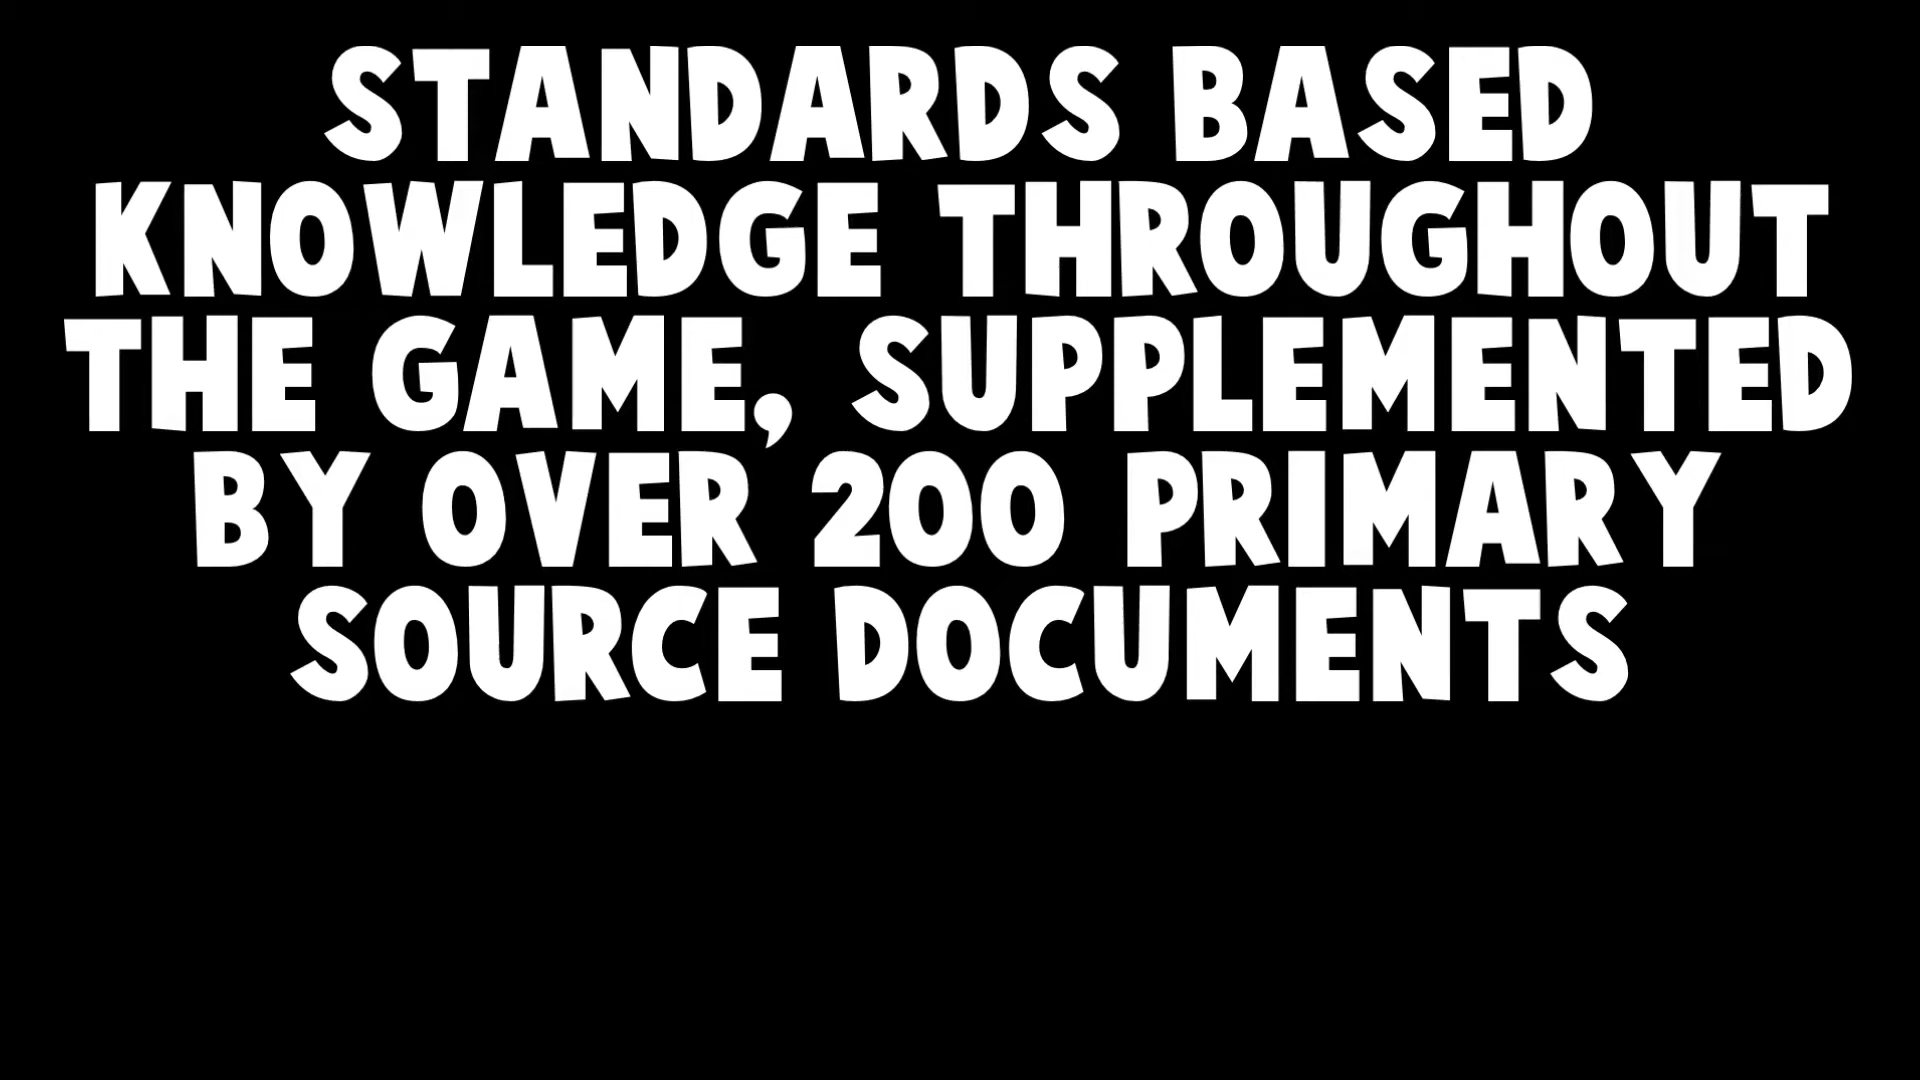 STANDARDS BASED
KNOWLEDGE THROUGHOUT
THE GAME, SUPPLEMENTED
BY OVER 200 PRIMARY
SOURCE DOCUMENTS